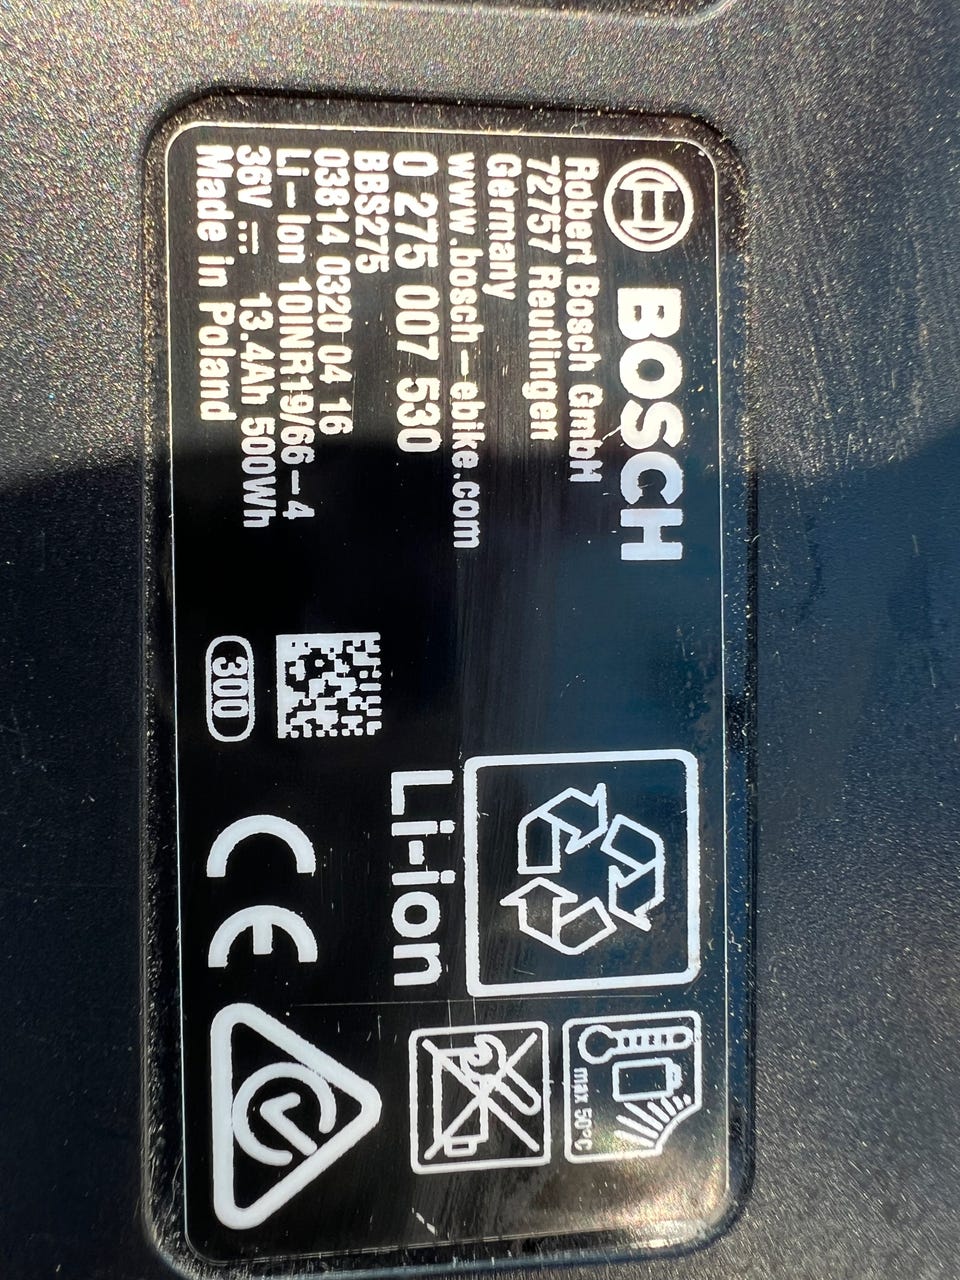 BOSCH
Robert Bosch GmbH
72757 Reutlingen
Germany
www.bosch-ebike.com
0 275 007 530
BBS275
03814 0320 04 16
Li-Ion 10INR19/66-4
36V⎓ 13.4Ah 500Wh
Made in Poland
300
Li-ion
CE
max 50°C